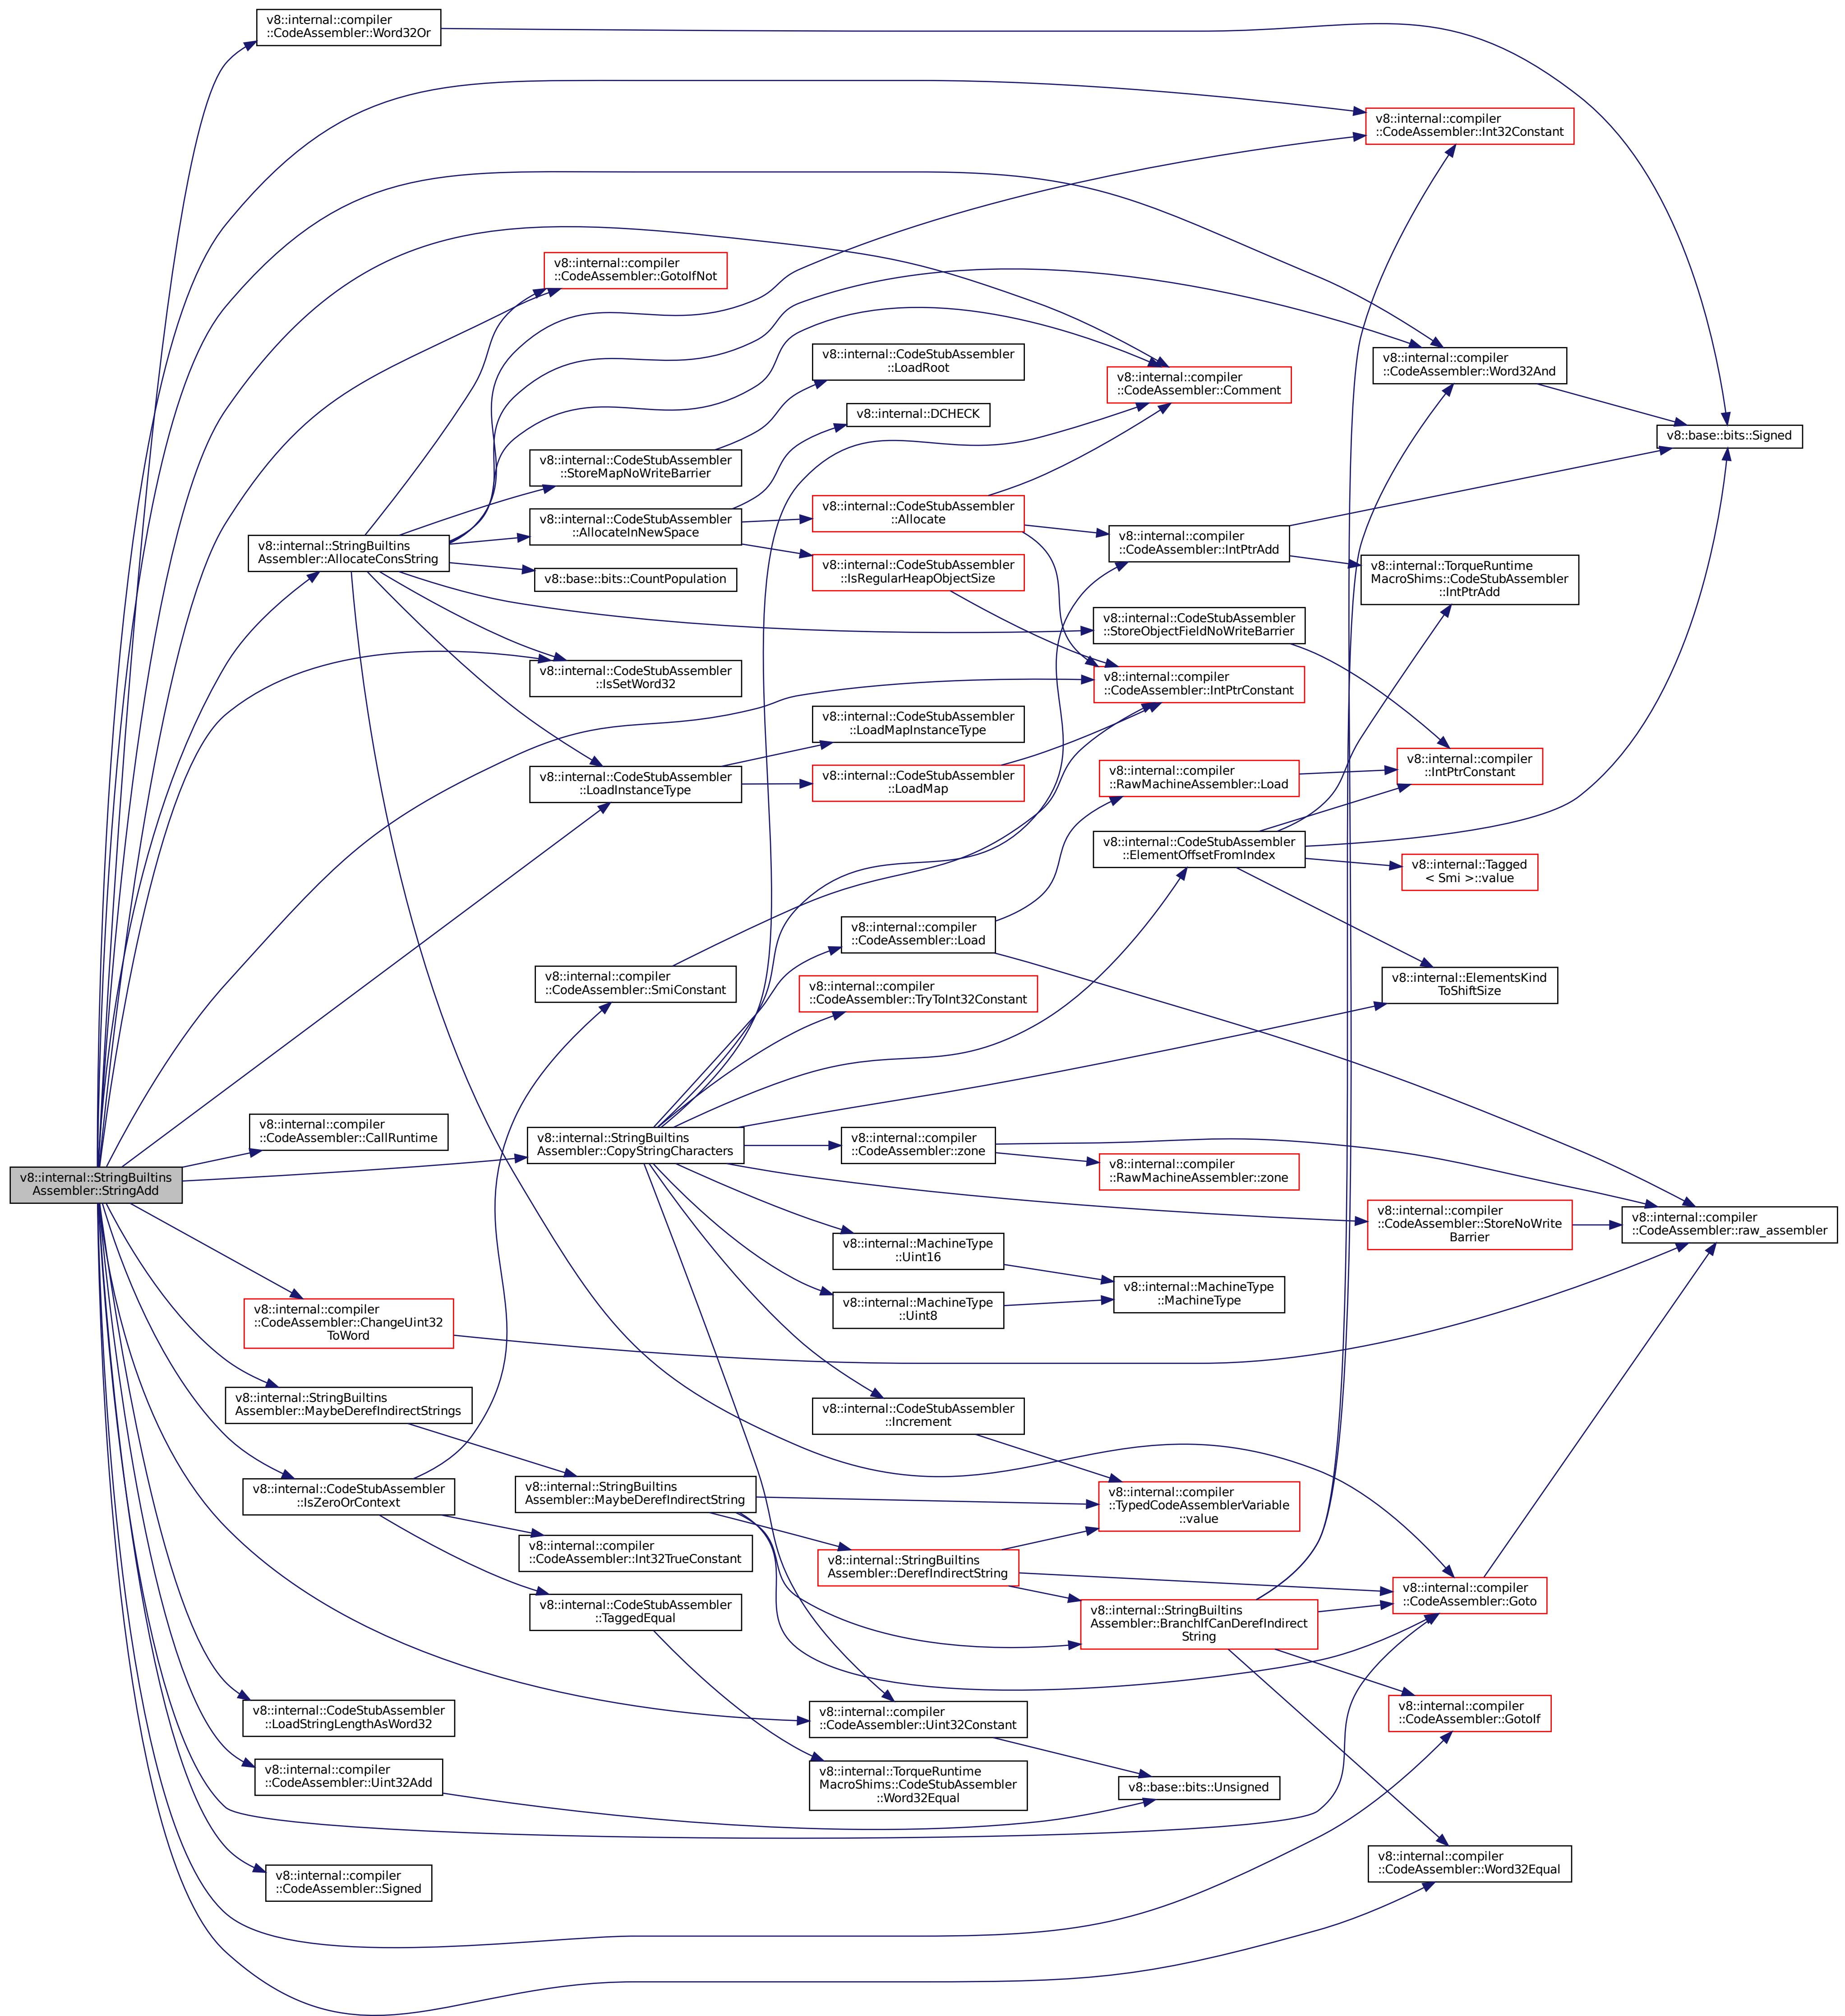 v8::internal::compiler
::CodeAssembler::Word32Or
v8::internal::compiler
::CodeAssembler::Int32Constant
v8::internal::compiler
::CodeAssembler::GotoIfNot
v8::internal::CodeStubAssembler
::LoadRoot
v8::internal::compiler
::CodeAssembler::Word32And
v8::internal::compiler
::CodeAssembler::Comment
v8::internal::DCHECK
v8::base::bits::Signed
v8::internal::CodeStubAssembler
::StoreMapNoWriteBarrier
v8::internal::CodeStubAssembler
::Allocate
v8::internal::CodeStubAssembler
::AllocateInNewSpace
v8::internal::compiler
::CodeAssembler::IntPtrAdd
v8::internal::StringBuiltins
Assembler::AllocateConsString
v8::internal::CodeStubAssembler
::IsRegularHeapObjectSize
v8::internal::TorqueRuntime
MacroShims::CodeStubAssembler
::IntPtrAdd
v8::base::bits::CountPopulation
v8::internal::CodeStubAssembler
::StoreObjectFieldNoWriteBarrier
v8::internal::CodeStubAssembler
::IsSetWord32
v8::internal::compiler
::CodeAssembler::IntPtrConstant
v8::internal::CodeStubAssembler
::LoadMapInstanceType
v8::internal::compiler
::IntPtrConstant
v8::internal::CodeStubAssembler
::LoadInstanceType
v8::internal::CodeStubAssembler
::LoadMap
v8::internal::compiler
::RawMachineAssembler::Load
v8::internal::CodeStubAssembler
::ElementOffsetFromIndex
v8::internal::Tagged
< Smi >::value
v8::internal::compiler
::CodeAssembler::Load
v8::internal::compiler
::CodeAssembler::SmiConstant
v8::internal::ElementsKind
ToShiftSize
v8::internal::compiler
::CodeAssembler::TryToInt32Constant
v8::internal::compiler
::CodeAssembler::CallRuntime
v8::internal::StringBuiltins
Assembler::CopyStringCharacters
v8::internal::compiler
::CodeAssembler::zone
v8::internal::compiler
::RawMachineAssembler::zone
v8::internal::StringBuiltins
Assembler::StringAdd
v8::internal::compiler
::CodeAssembler::StoreNoWrite
Barrier
v8::internal::compiler
::CodeAssembler::raw_assembler
v8::internal::MachineType
::Uint16
v8::internal::MachineType
::MachineType
v8::internal::MachineType
::Uint8
v8::internal::compiler
::CodeAssembler::ChangeUint32
ToWord
v8::internal::StringBuiltins
Assembler::MaybeDerefIndirectStrings
v8::internal::CodeStubAssembler
::Increment
v8::internal::CodeStubAssembler
::IsZeroOrContext
v8::internal::StringBuiltins
Assembler::MaybeDerefIndirectString
v8::internal::compiler
::TypedCodeAssemblerVariable
::value
v8::internal::compiler
::CodeAssembler::Int32TrueConstant
v8::internal::StringBuiltins
Assembler::DerefIndirectString
v8::internal::compiler
::CodeAssembler::Goto
v8::internal::CodeStubAssembler
::TaggedEqual
v8::internal::StringBuiltins
Assembler::BranchIfCanDerefIndirect
String
v8::internal::CodeStubAssembler
::LoadStringLengthAsWord32
v8::internal::compiler
::CodeAssembler::Uint32Constant
v8::internal::compiler
::CodeAssembler::GotoIf
v8::internal::compiler
::CodeAssembler::Uint32Add
v8::internal::TorqueRuntime
MacroShims::CodeStubAssembler
::Word32Equal
v8::base::bits::Unsigned
v8::internal::compiler
::CodeAssembler::Signed
v8::internal::compiler
::CodeAssembler::Word32Equal